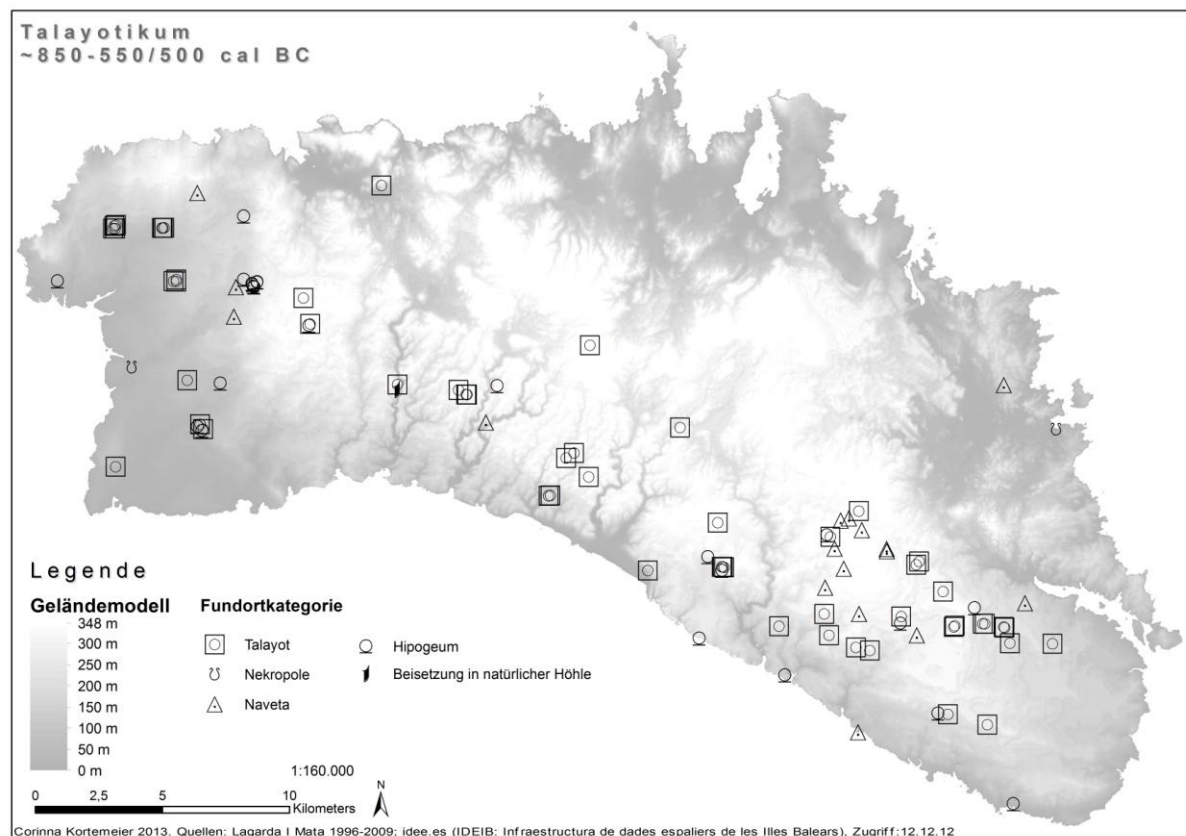 Talayotikum
~850-550/500 cal BC
Legende
Geländemodell
348 m
300 m
250 m
200 m
150 m
100 m
50 m
0 m
Fundortkategorie
Talayot
Nekropole
Naveta
Hipogeum
Beisetzung in natürlicher Höhle
1:160.000
0 2,5 5 10
Kilometers
N
Corinna Kortemeier 2013. Quellen: Lagarda I Mata 1996-2009; idee.es (IDEIB: Infraestructura de dades espaliers de les Illes Balears), Zugriff:12.12.12